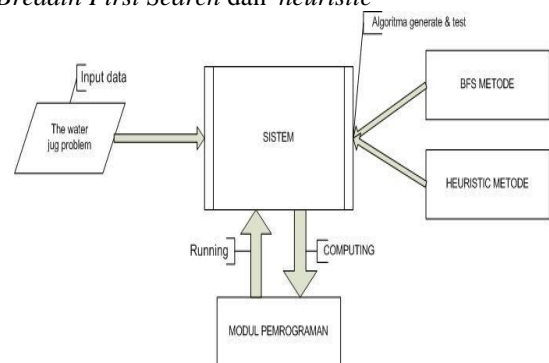 Breadth First Search dan heuristic
Algoritma generate & test
Input data
The water
jug problem
SISTEM
BFS METODE
HEURISTIC METODE
Running
COMPUTING
MODUL PEMROGRAMAN